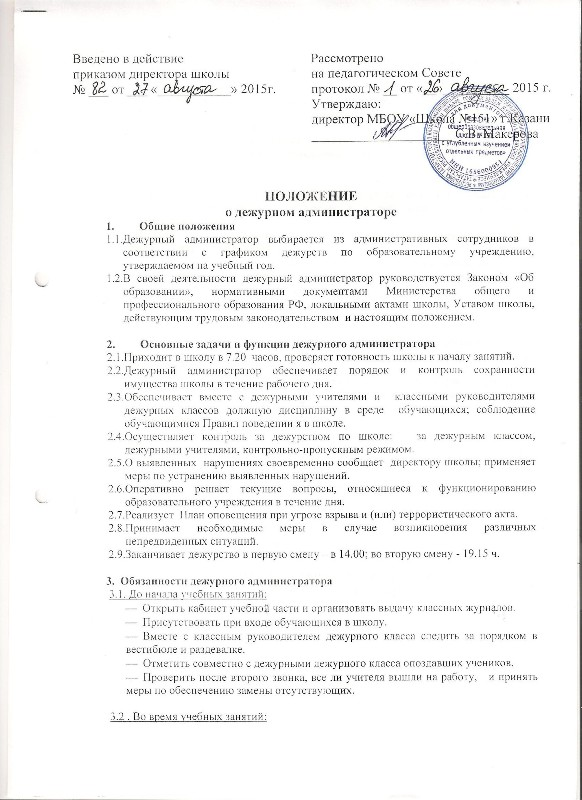 Введено в действие
приказом директора школы
№ 82 от 27 « августа » 2015г.
Рассмотрено
на педагогическом Совете
протокол № 1 от «26» августа 2015 г.
Утверждаю:
директор МБОУ «Школа №161» г.Казани
С.В. Макерова
общеобразовательная
с углубленным изучением
отдельных предметов»
ПОЛОЖЕНИЕ
о дежурном администраторе
1. Общие положения
1.1.Дежурный администратор выбирается из административных сотрудников в
соответствии с графиком дежурств по образовательному учреждению,
утверждаемом на учебный год.
1.2.В своей деятельности дежурный администратор руководствуется Законом «Об
образовании», нормативными документами Министерства общего и
профессионального образования РФ, локальными актами школы, Уставом школы,
действующим трудовым законодательством и настоящим положением.
2. Основные задачи и функции дежурного администратора
2.1.Приходит в школу в 7.20 часов, проверяет готовность школы к началу занятий.
2.2.Дежурный администратор обеспечивает порядок и контроль сохранности
имущества школы в течение рабочего дня.
2.3.Обеспечивает вместе с дежурными учителями и классными руководителями
дежурных классов должную дисциплину в среде обучающихся; соблюдение
обучающимися Правил поведени я в школе.
2.4.Осуществляет контроль за дежурством по школе: за дежурным классом,
дежурными учителями, контрольно-пропускным режимом.
2.5.О выявленных нарушениях своевременно сообщает директору школы; применяет
меры по устранению выявленных нарушений.
2.6.Оперативно решает текущие вопросы, относящиеся к функционированию
образовательного учреждения в течение дня.
2.7.Реализует План оповещения при угрозе взрыва и (или) террористического акта.
2.8.Принимает необходимые меры в случае возникновения различных
непредвиденных ситуаций.
2.9.Заканчивает дежурство в первую смену в 14.00; во вторую смену - 19.15 ч.
3. Обязанности дежурного администратора
3.1. До начала учебных занятий:
— Открыть кабинет учебной части и организовать выдачу классных журналов.
— Присутствовать при входе обучающихся в школу.
— Вместе с классным руководителем дежурного класса следить за порядком в
вестибюле и раздевалке.
— Отметить совместно с дежурными дежурного класса опоздавших учеников.
— Проверить после второго звонка, все ли учителя вышли на работу, и принять
меры по обеспечению замены отсутствующих.
3.2 . Во время учебных занятий: